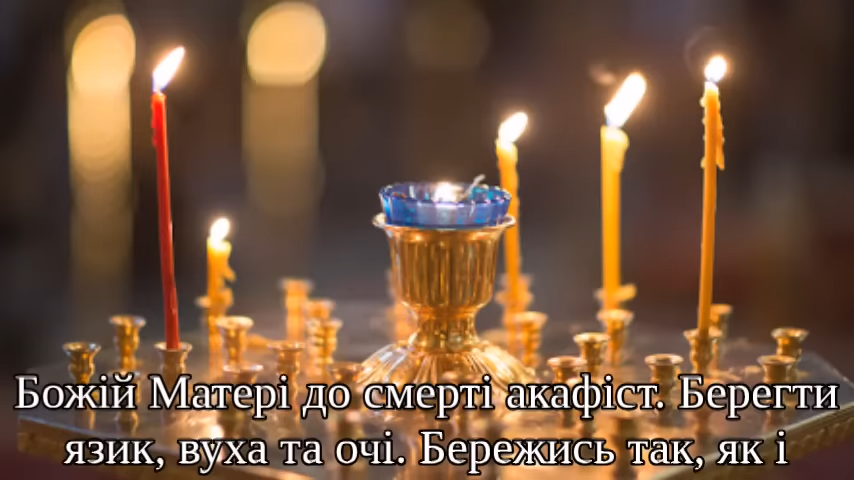 Божій Матері до смерті акафіст. Берегти
язик, вуха та очі. Бережись так, як і